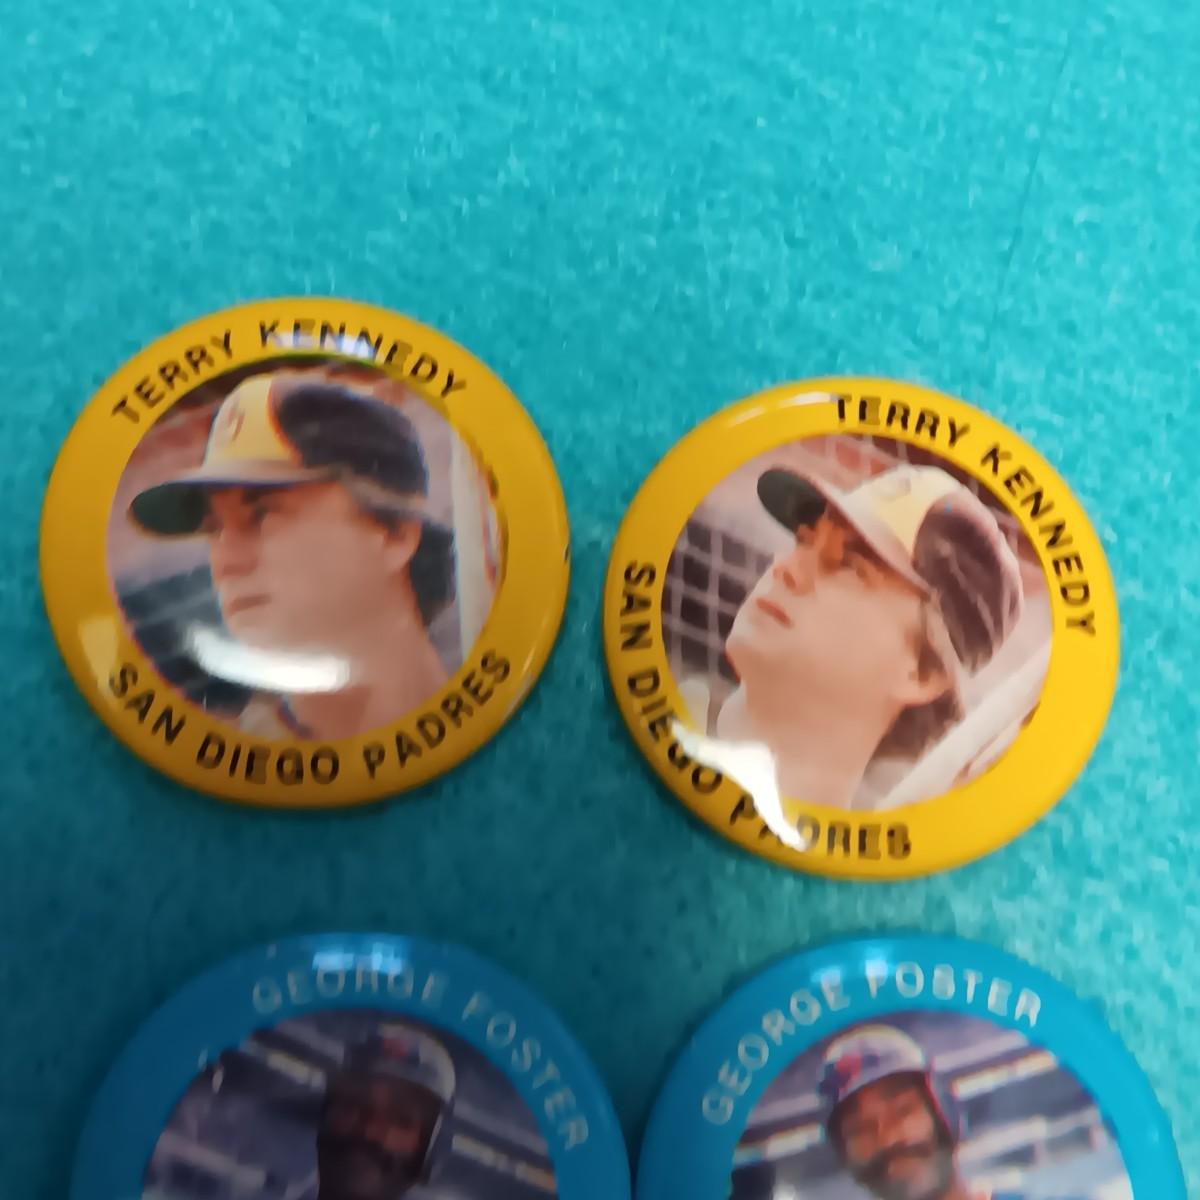 TERRY KENNEDY
SAN DIEGO PADRES
TERRY KENNEDY
SAN DIEGO PADRES
GEORGE FOSTER
GEORGE FOSTER